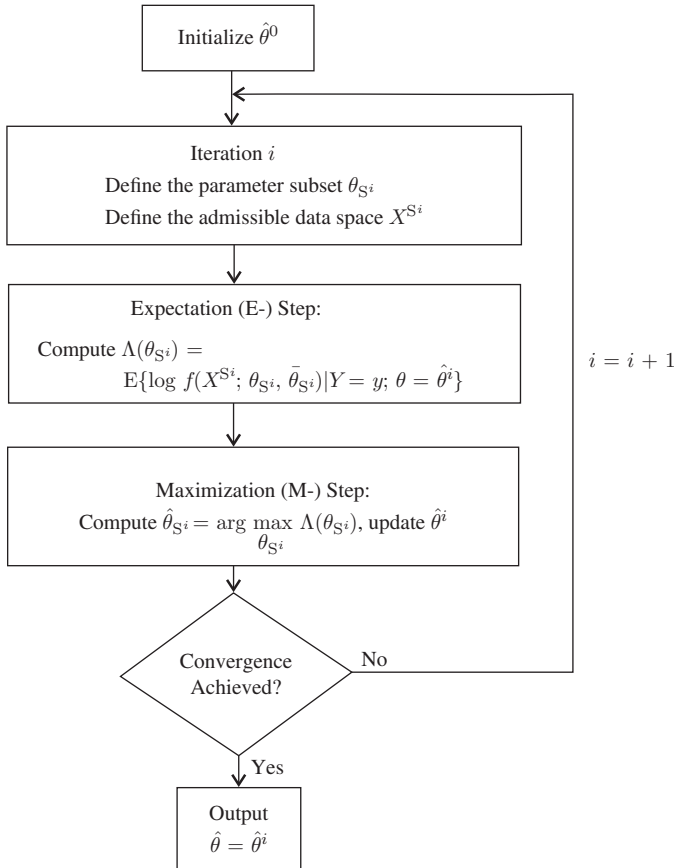 Initialize θ̂⁰
Iteration i
Define the parameter subset θ_{S^i}
Define the admissible data space X^{S^i}
Expectation (E-) Step:
Compute Λ(θ_{S^i}) =
E{log f(X^{S^i}; θ_{S^i}, θ̄_{S^i})|Y = y; θ = θ̂^i}
i = i + 1
Maximization (M-) Step:
Compute θ̂_{S^i} = arg max Λ(θ_{S^i}), update θ̂^i
θ_{S^i}
Convergence
Achieved?
No
Yes
Output
θ̂ = θ̂^i